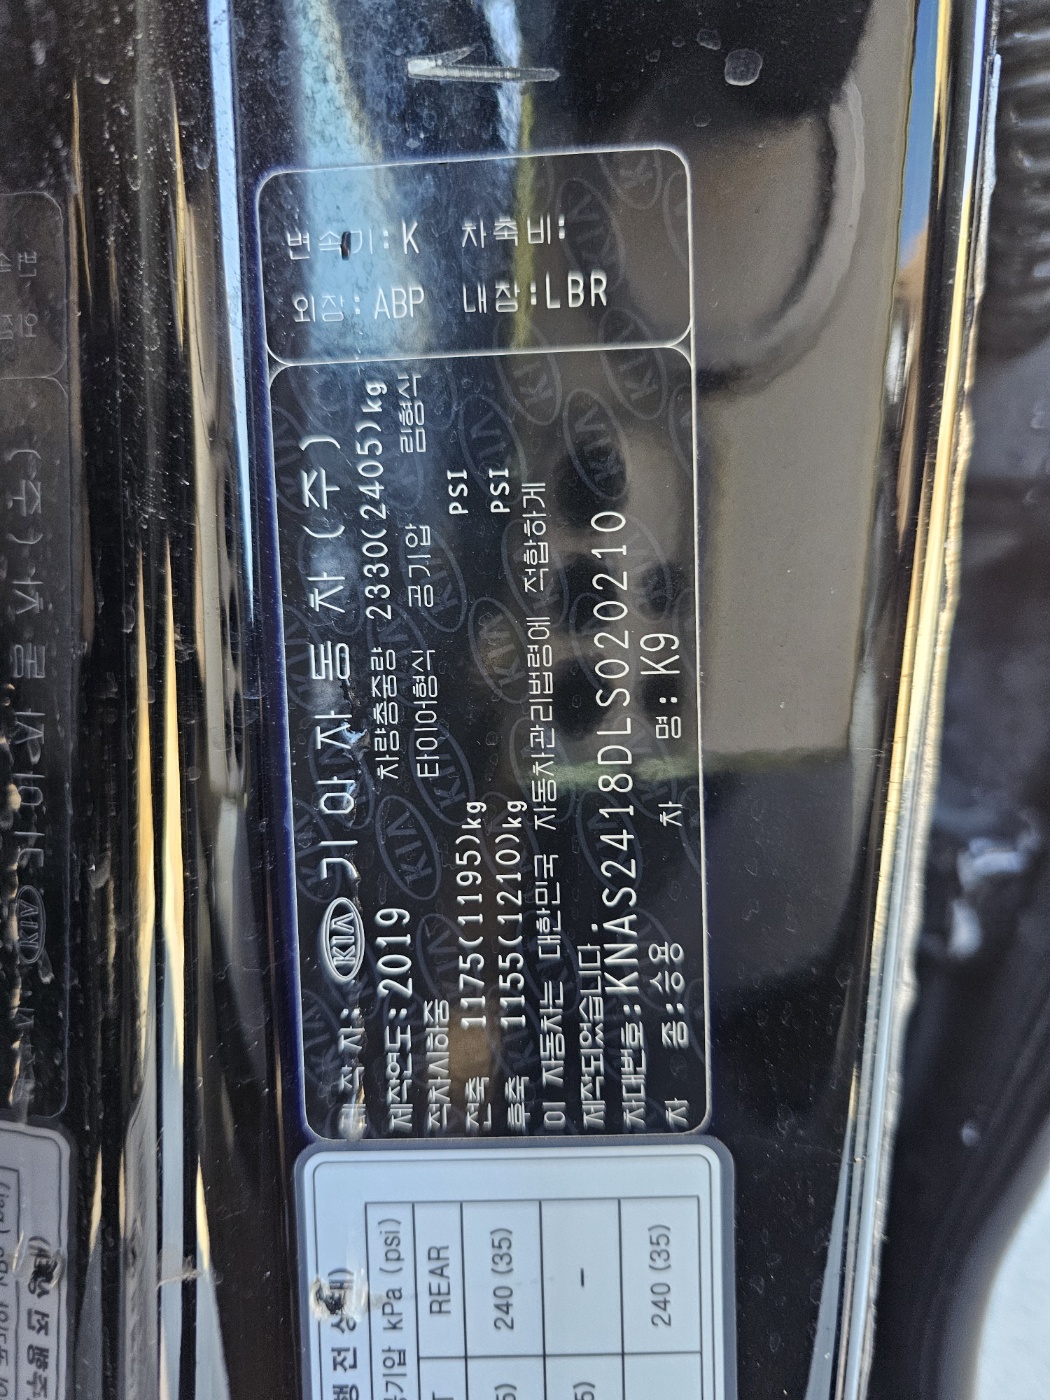 변속기:K 차축비:
외장:ABP 내장:LBR
제작자: KIA 기아자동차(주)
제작연도:2019 차량총중량 2330(2405)kg
적차시하중 타이어형식 공기압 림형식
전축 1175(1195)kg PSI
후축 1155(1210)kg PSI
이 자동차는 대한민국 자동차관리법령에 적합하게
제작되었습니다.
차대번호:KNAS2418DLS020210
차 종:승용 차 명:K9
공기압 kPa (psi)
REAR
240 (35)
-
240 (35)